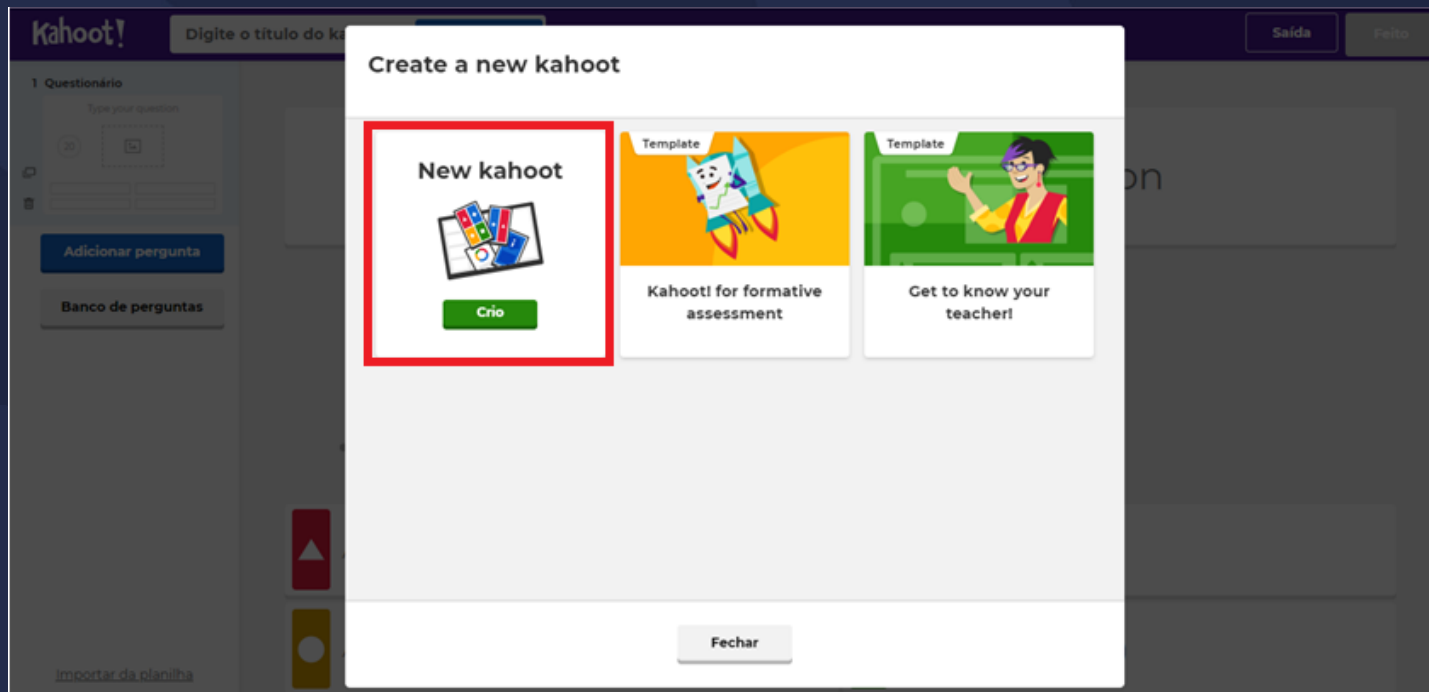 Kahoot!
Digite o título do ka
Saída
Feito
1 Questionário
Type your question
20
Adicionar pergunta
Banco de perguntas
Importar da planilha
Create a new kahoot
New kahoot
Crio
Template
Kahoot! for formative
assessment
Template
Get to know your
teacher!
on
Fechar